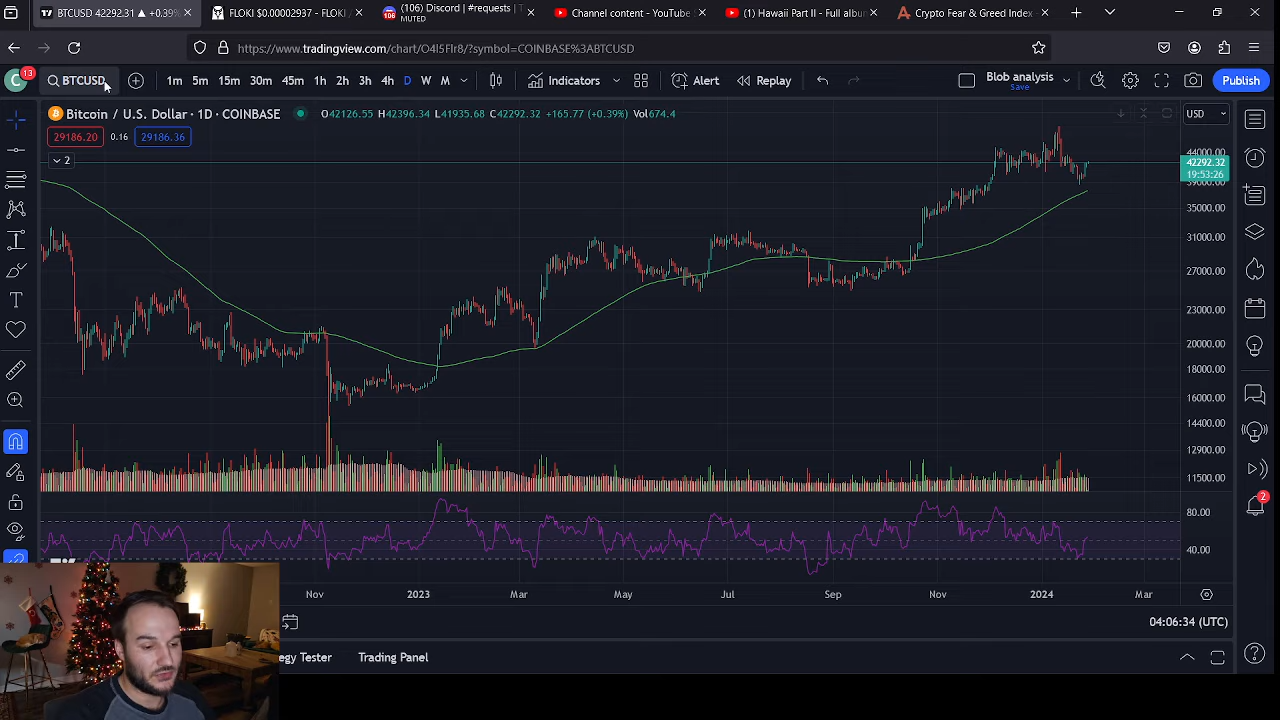 BTCUSD 42292.31 ▲ +0.39%
FLOKI $0.00002937 - FLOKI /
(106) Discord | #requests | T
MUTED
Channel content - YouTube S
(1) Hawaii Part II - Full albu
Crypto Fear & Greed Index -
https://www.tradingview.com/chart/O4I5FIr8/?symbol=COINBASE%3ABTCUSD
C 13 BTCUSD 1m 5m 15m 30m 45m 1h 2h 3h 4h D W M Indicators Alert Replay Blob analysis Save Publish
Bitcoin / U.S. Dollar · 1D · COINBASE O42126.55 H42396.34 L41935.68 C42292.32 +165.77 (+0.39%) Vol674.4 USD
29186.20 0.16 29186.36
2
44000.00
42292.32
19:53:26
39000.00
35000.00
31000.00
27000.00
23000.00
20000.00
18000.00
16000.00
14400.00
12900.00
11500.00
80.00
40.00
2
Nov 2023 Mar May Jul Sep Nov 2024 Mar
04:06:34 (UTC)
egy Tester Trading Panel